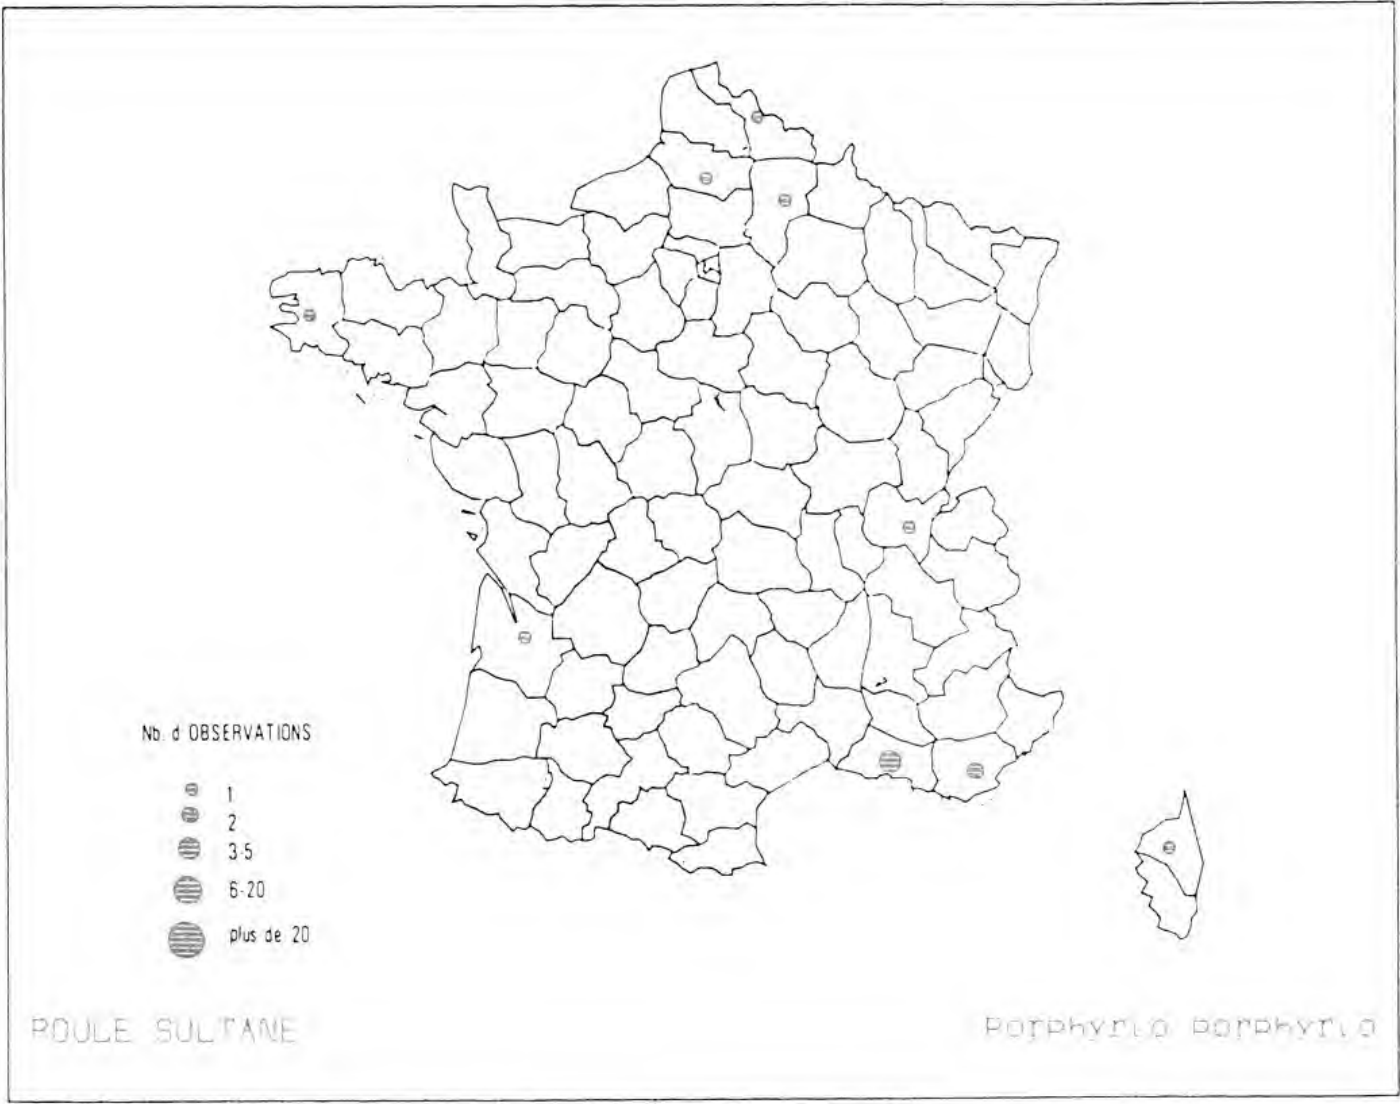 Nb. d OBSERVATIONS
1
2
3-5
6-20
plus de 20
POULE SULTANE
Porphyrio porphyrio